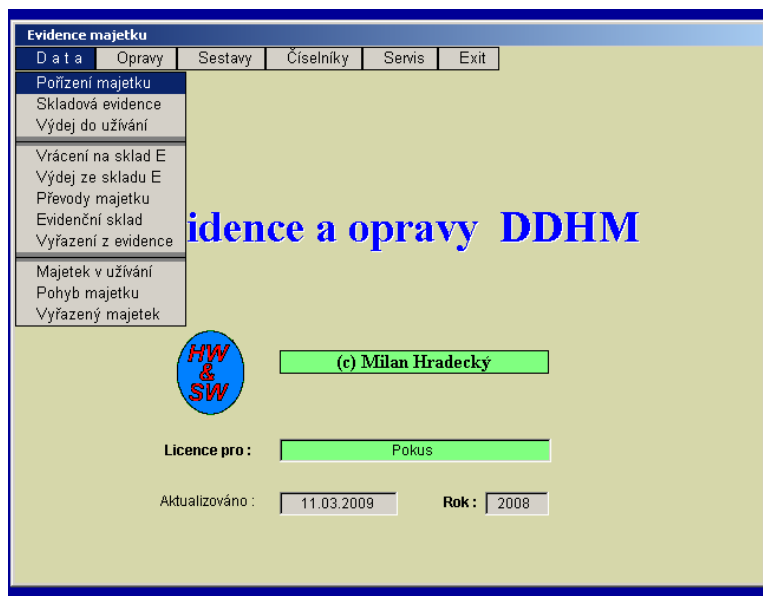 Evidence majetku
Data Opravy Sestavy Číselníky Servis Exit
Pořízení majetku
Skladová evidence
Výdej do užívání
Vrácení na sklad E
Výdej ze skladu E
Převody majetku
Evidenční sklad
Vyřazení z evidence
Majetek v užívání
Pohyb majetku
Vyřazený majetek
idence a opravy DDHM
HW
&
SW
(c) Milan Hradecký
Licence pro : Pokus
Aktualizováno : 11.03.2009 Rok : 2008